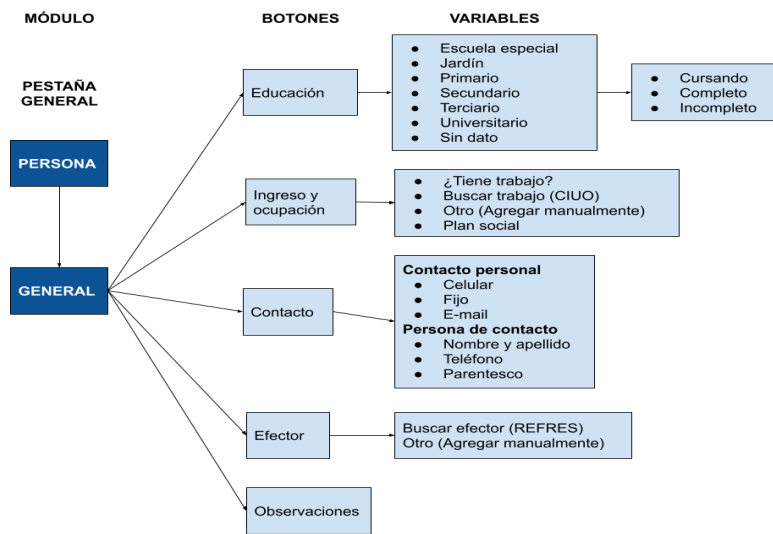 MÓDULO
BOTONES
VARIABLES
PESTAÑA
GENERAL
PERSONA
GENERAL
Educación
● Escuela especial
● Jardín
● Primario
● Secundario
● Terciario
● Universitario
● Sin dato
● Cursando
● Completo
● Incompleto
Ingreso y
ocupación
● ¿Tiene trabajo?
● Buscar trabajo (CIUO)
● Otro (Agregar manualmente)
● Plan social
Contacto
Contacto personal
● Celular
● Fijo
● E-mail
Persona de contacto
● Nombre y apellido
● Teléfono
● Parentesco
Efector
Buscar efector (REFRES)
Otro (Agregar manualmente)
Observaciones